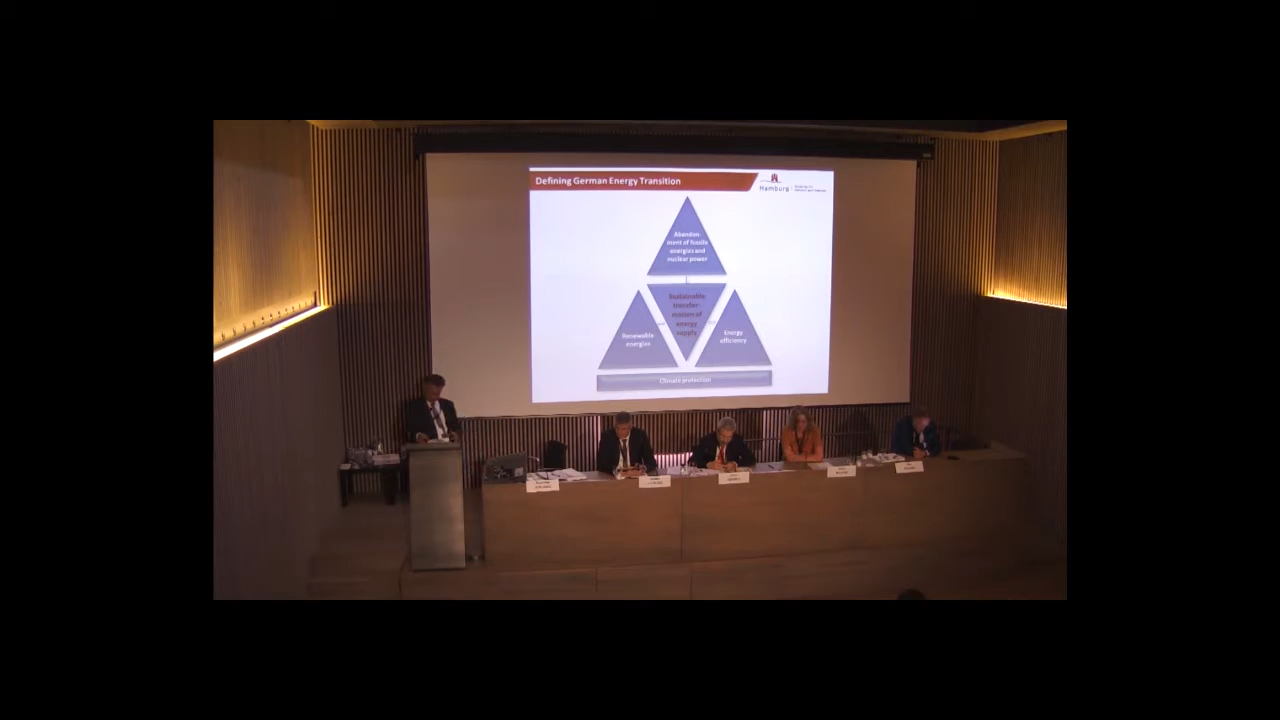 Defining German Energy Transition
Hamburg
Abandon-
ment of fossile
energies and
nuclear power
Sustainable
transfor-
mation of
energy
supply
Renewable
energies
Energy
efficiency
Climate protection